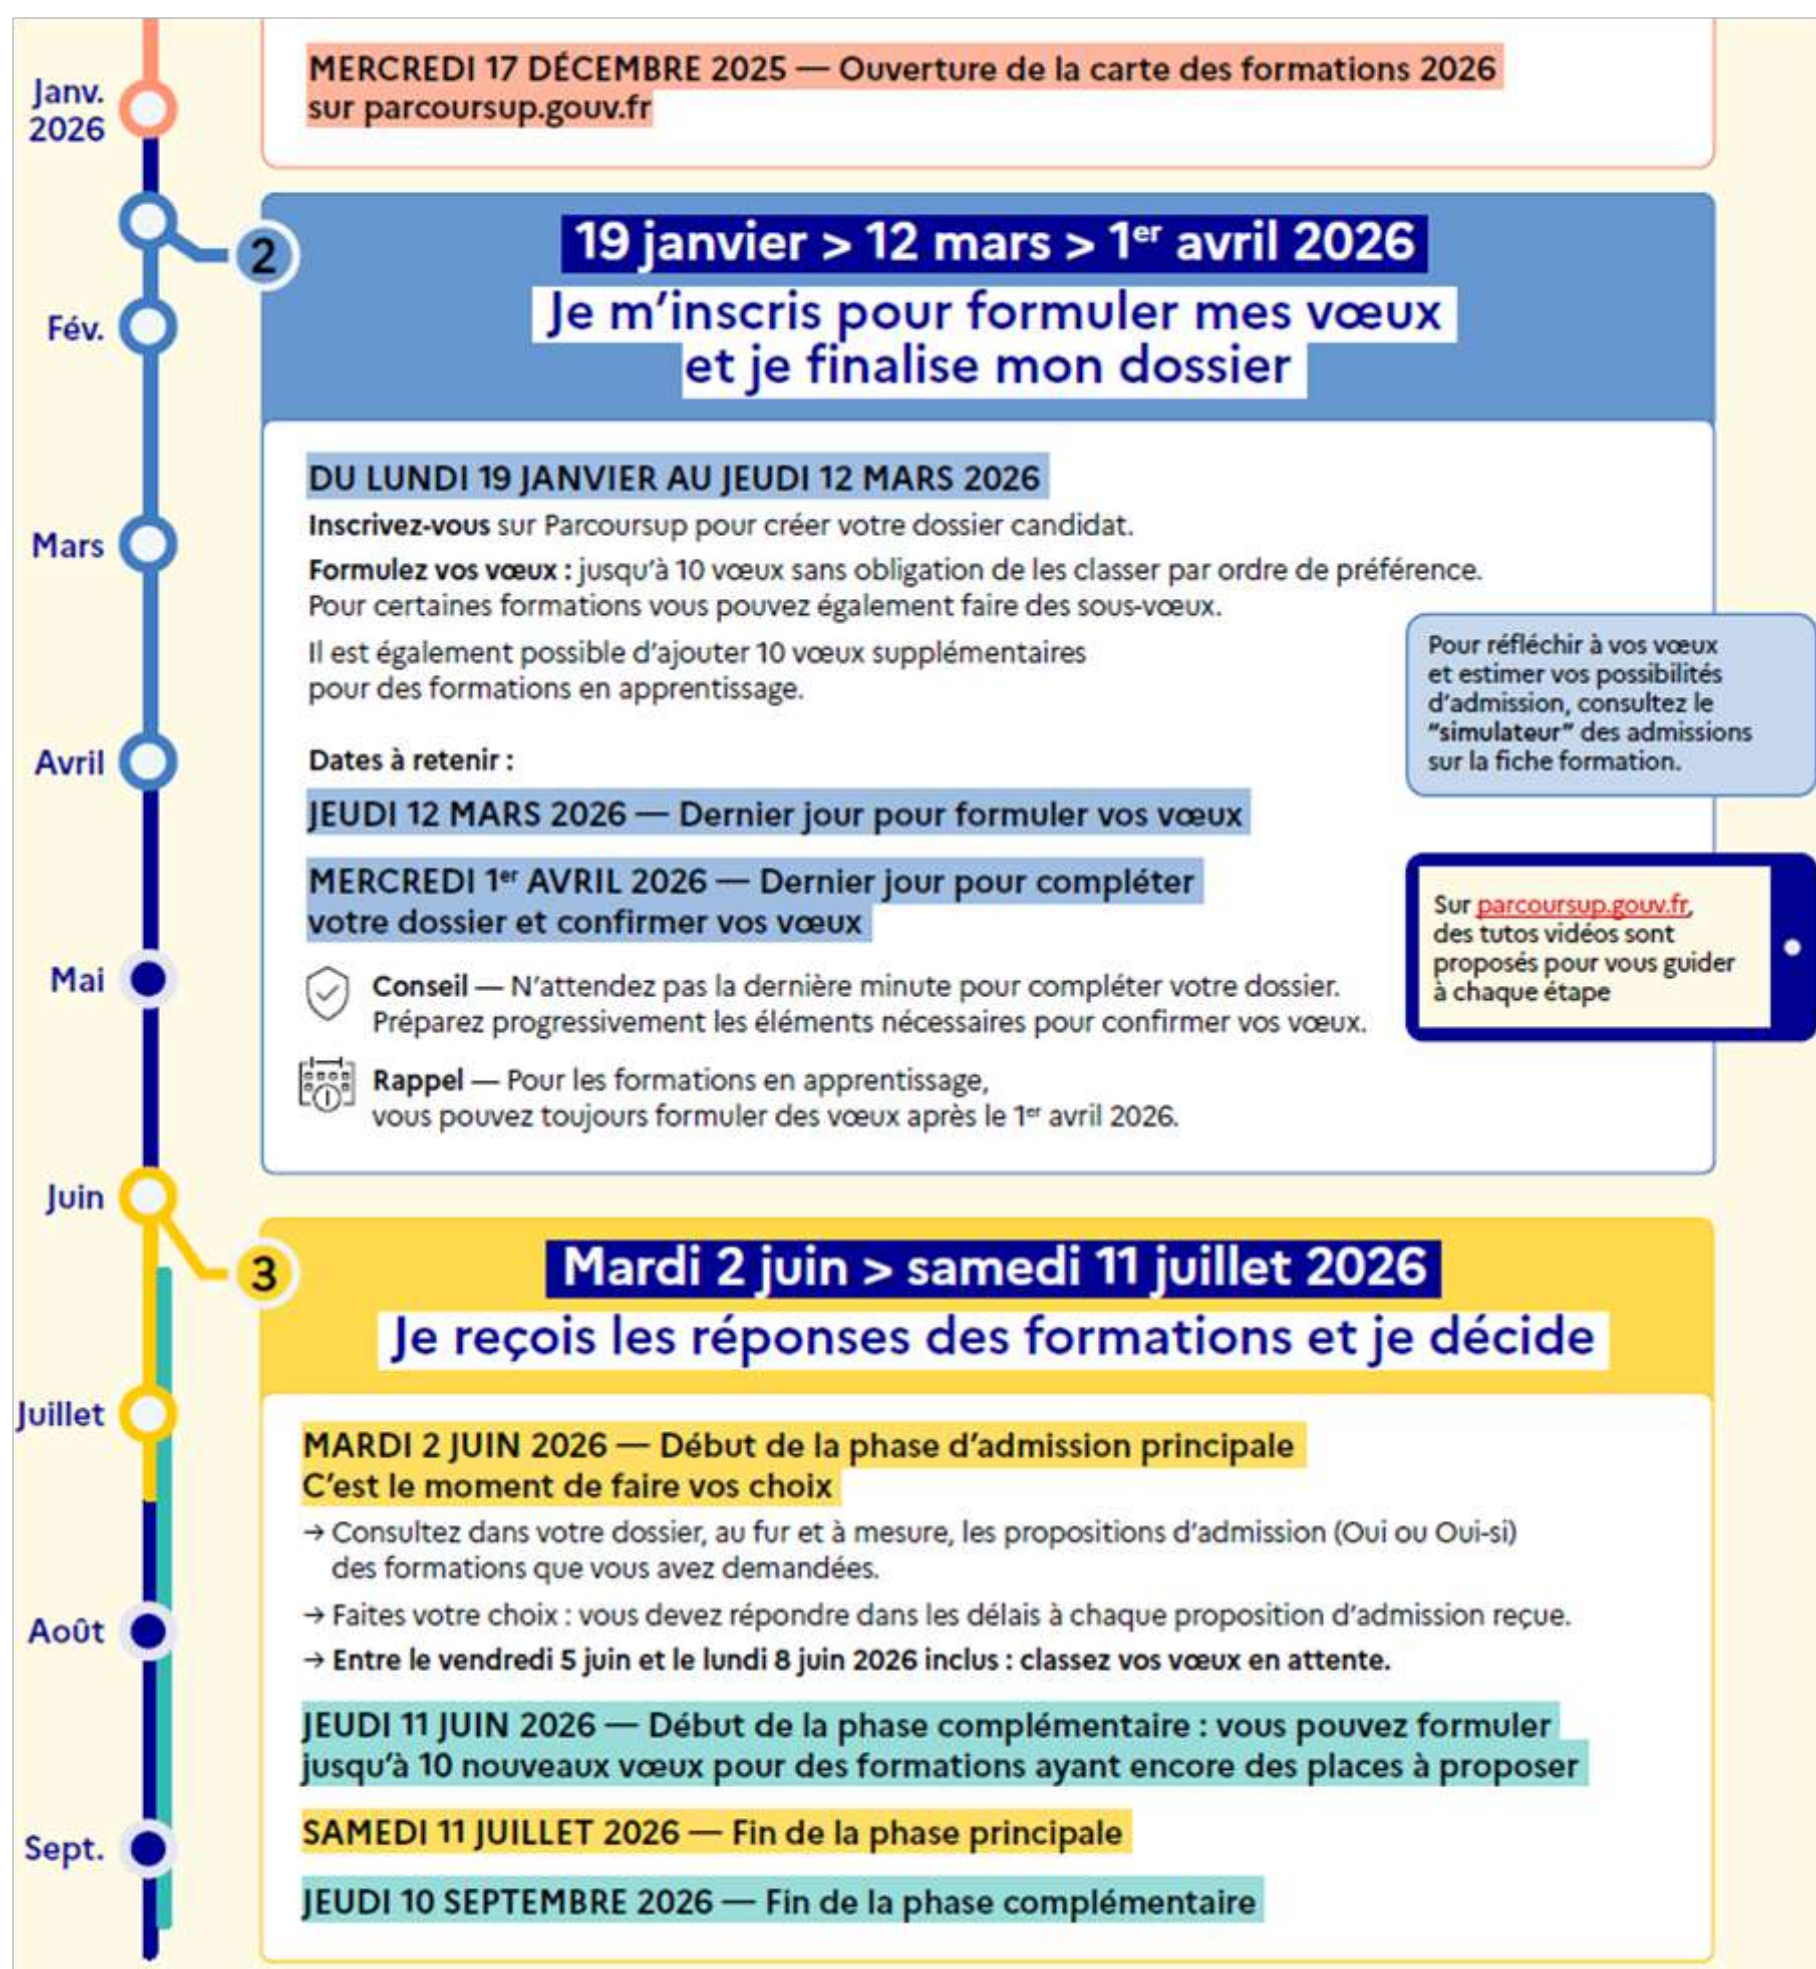 Janv.
2026
MERCREDI 17 DÉCEMBRE 2025 — Ouverture de la carte des formations 2026
sur parcoursup.gouv.fr
2
19 janvier > 12 mars > 1er avril 2026
Je m'inscris pour formuler mes vœux
et je finalise mon dossier
Fév.
DU LUNDI 19 JANVIER AU JEUDI 12 MARS 2026
Inscrivez-vous sur Parcoursup pour créer votre dossier candidat.
Mars
Formulez vos vœux : jusqu'à 10 vœux sans obligation de les classer par ordre de préférence.
Pour certaines formations vous pouvez également faire des sous-vœux.
Il est également possible d'ajouter 10 vœux supplémentaires
pour des formations en apprentissage.
Pour réfléchir à vos vœux
et estimer vos possibilités
d'admission, consultez le
"simulateur" des admissions
sur la fiche formation.
Avril
Dates à retenir :
JEUDI 12 MARS 2026 — Dernier jour pour formuler vos vœux
MERCREDI 1er AVRIL 2026 — Dernier jour pour compléter
votre dossier et confirmer vos vœux
Sur parcoursup.gouv.fr,
des tutos vidéos sont
proposés pour vous guider
à chaque étape
Mai
Conseil — N'attendez pas la dernière minute pour compléter votre dossier.
Préparez progressivement les éléments nécessaires pour confirmer vos vœux.
Rappel — Pour les formations en apprentissage,
vous pouvez toujours formuler des vœux après le 1er avril 2026.
Juin
3
Mardi 2 juin > samedi 11 juillet 2026
Je reçois les réponses des formations et je décide
Juillet
MARDI 2 JUIN 2026 — Début de la phase d'admission principale
C'est le moment de faire vos choix
→ Consultez dans votre dossier, au fur et à mesure, les propositions d'admission (Oui ou Oui-si)
des formations que vous avez demandées.
Août
→ Faites votre choix : vous devez répondre dans les délais à chaque proposition d'admission reçue.
→ Entre le vendredi 5 juin et le lundi 8 juin 2026 inclus : classez vos vœux en attente.
JEUDI 11 JUIN 2026 — Début de la phase complémentaire : vous pouvez formuler
jusqu'à 10 nouveaux vœux pour des formations ayant encore des places à proposer
Sept.
SAMEDI 11 JUILLET 2026 — Fin de la phase principale
JEUDI 10 SEPTEMBRE 2026 — Fin de la phase complémentaire